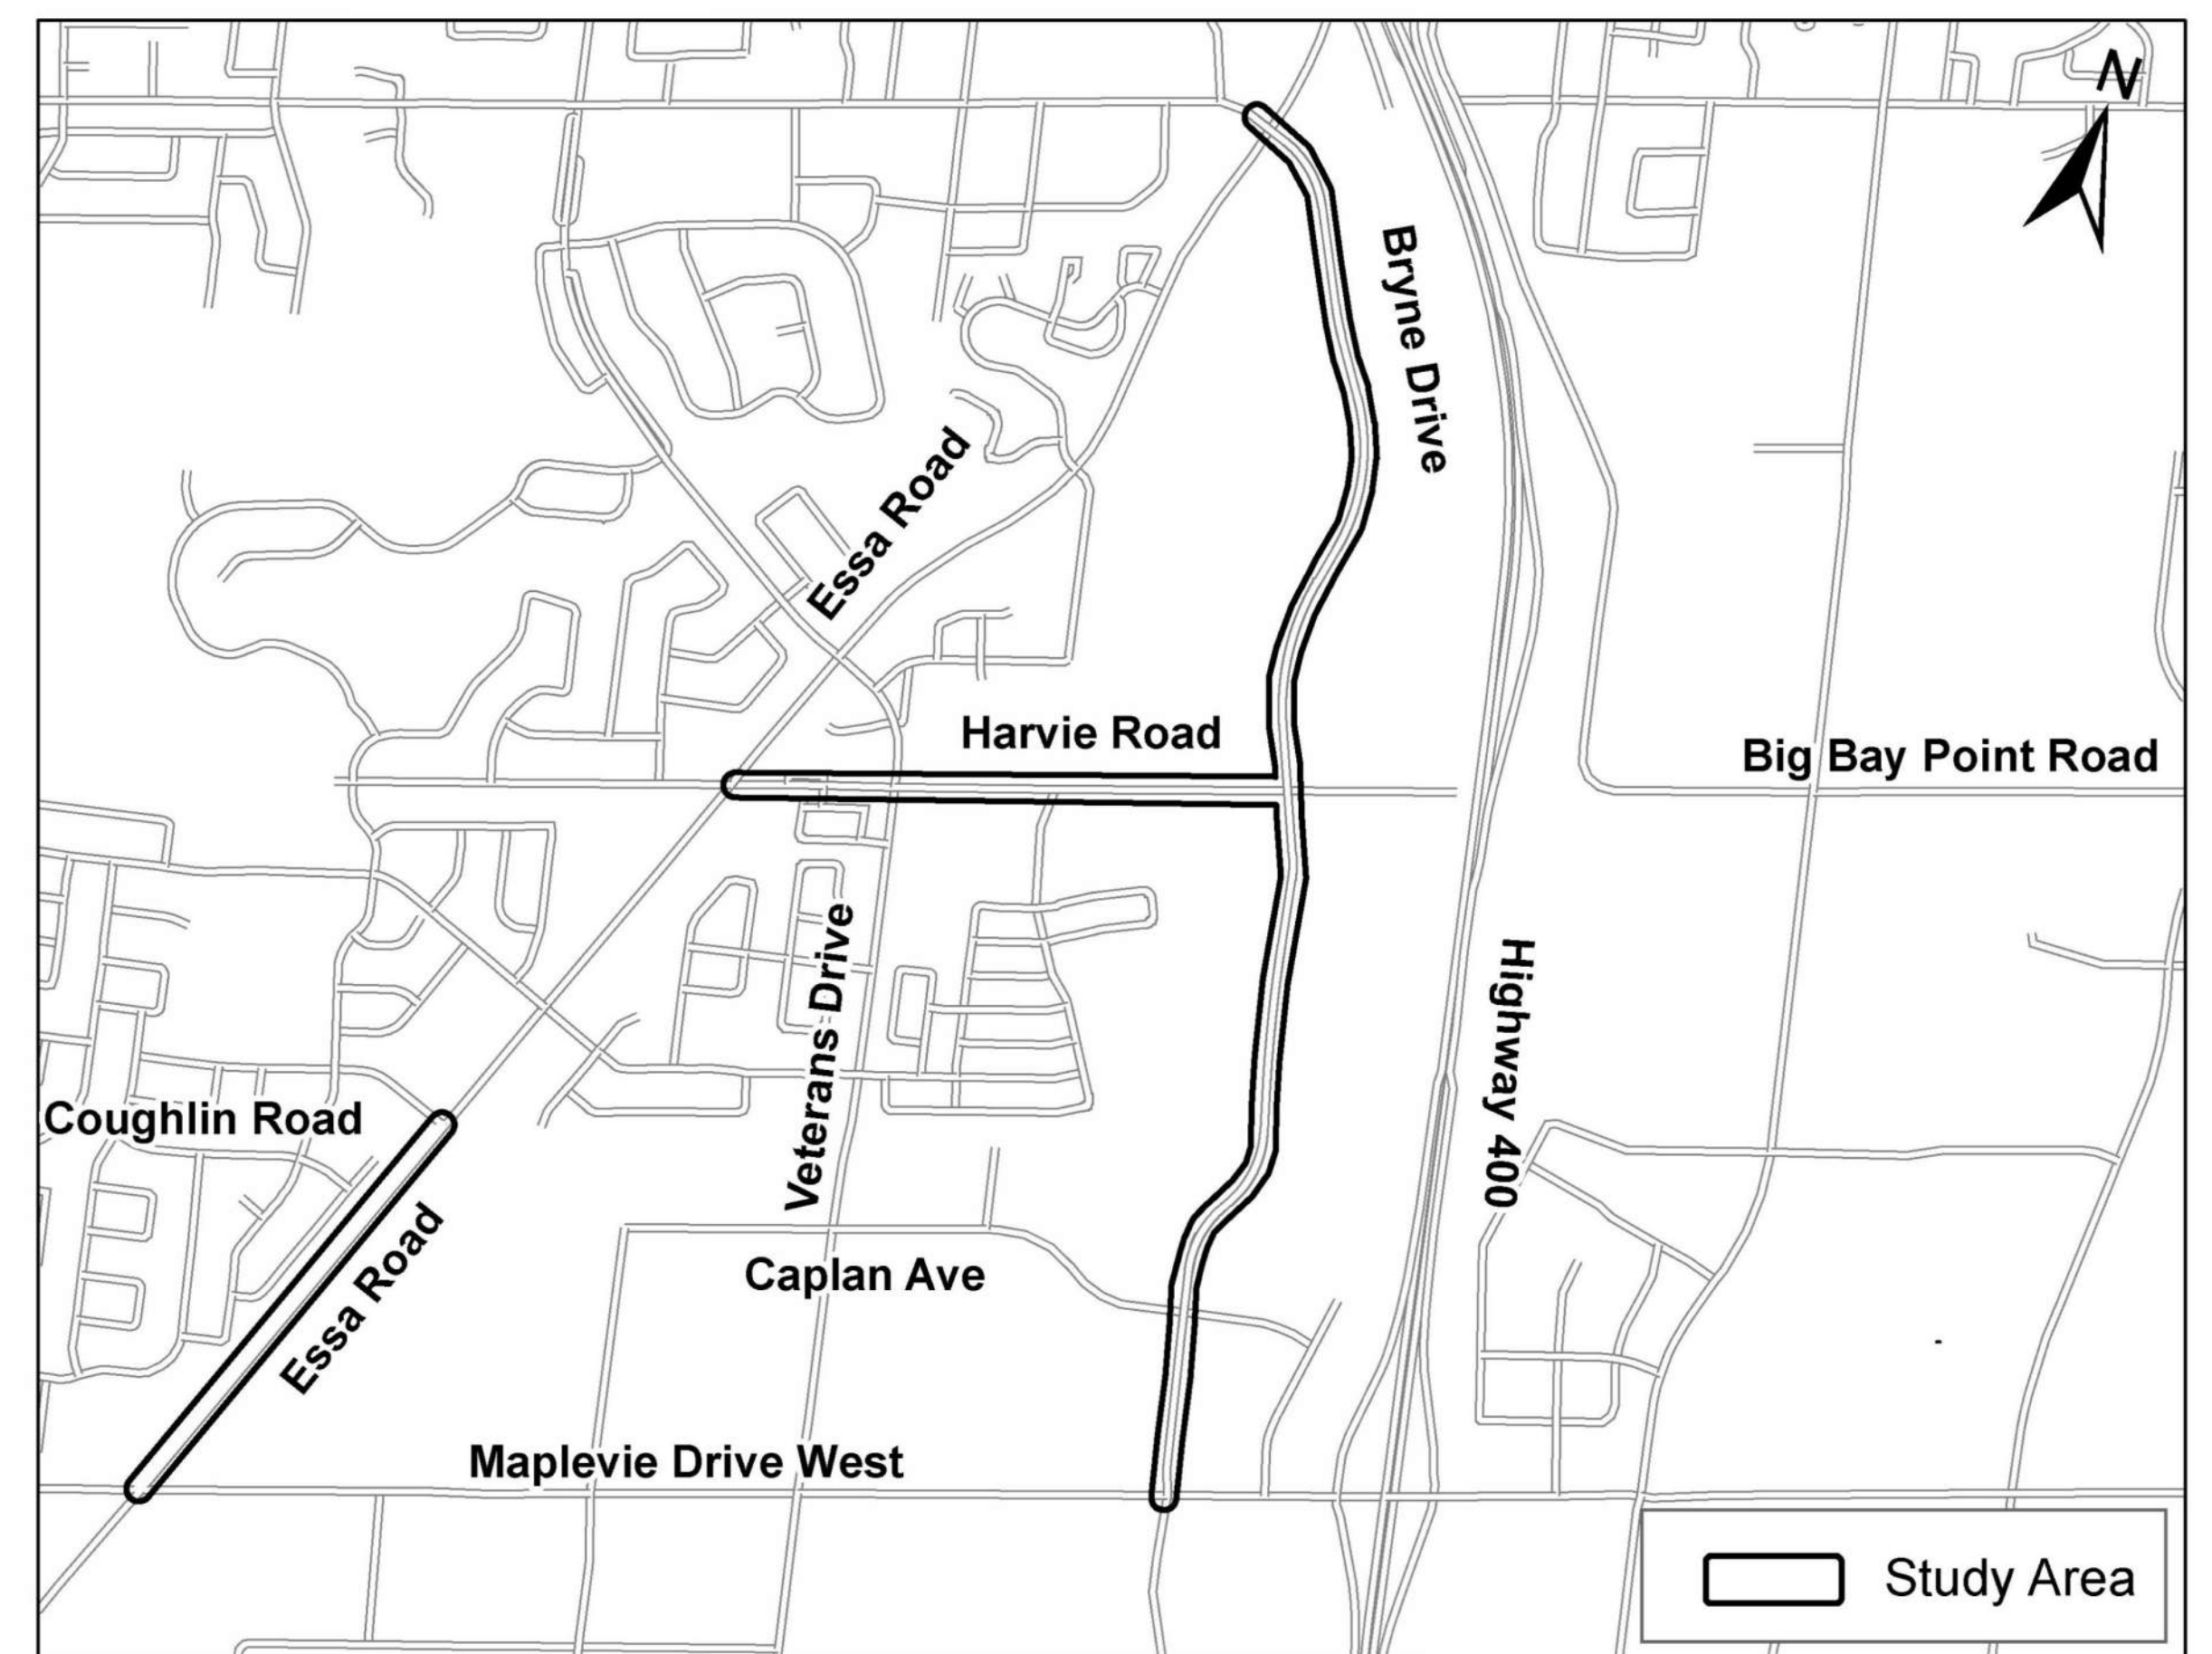 N
Bryne Drive
Essa Road
Harvie Road
Big Bay Point Road
Veterans Drive
Highway 400
Coughlin Road
Essa Road
Caplan Ave
Maplevie Drive West
Study Area